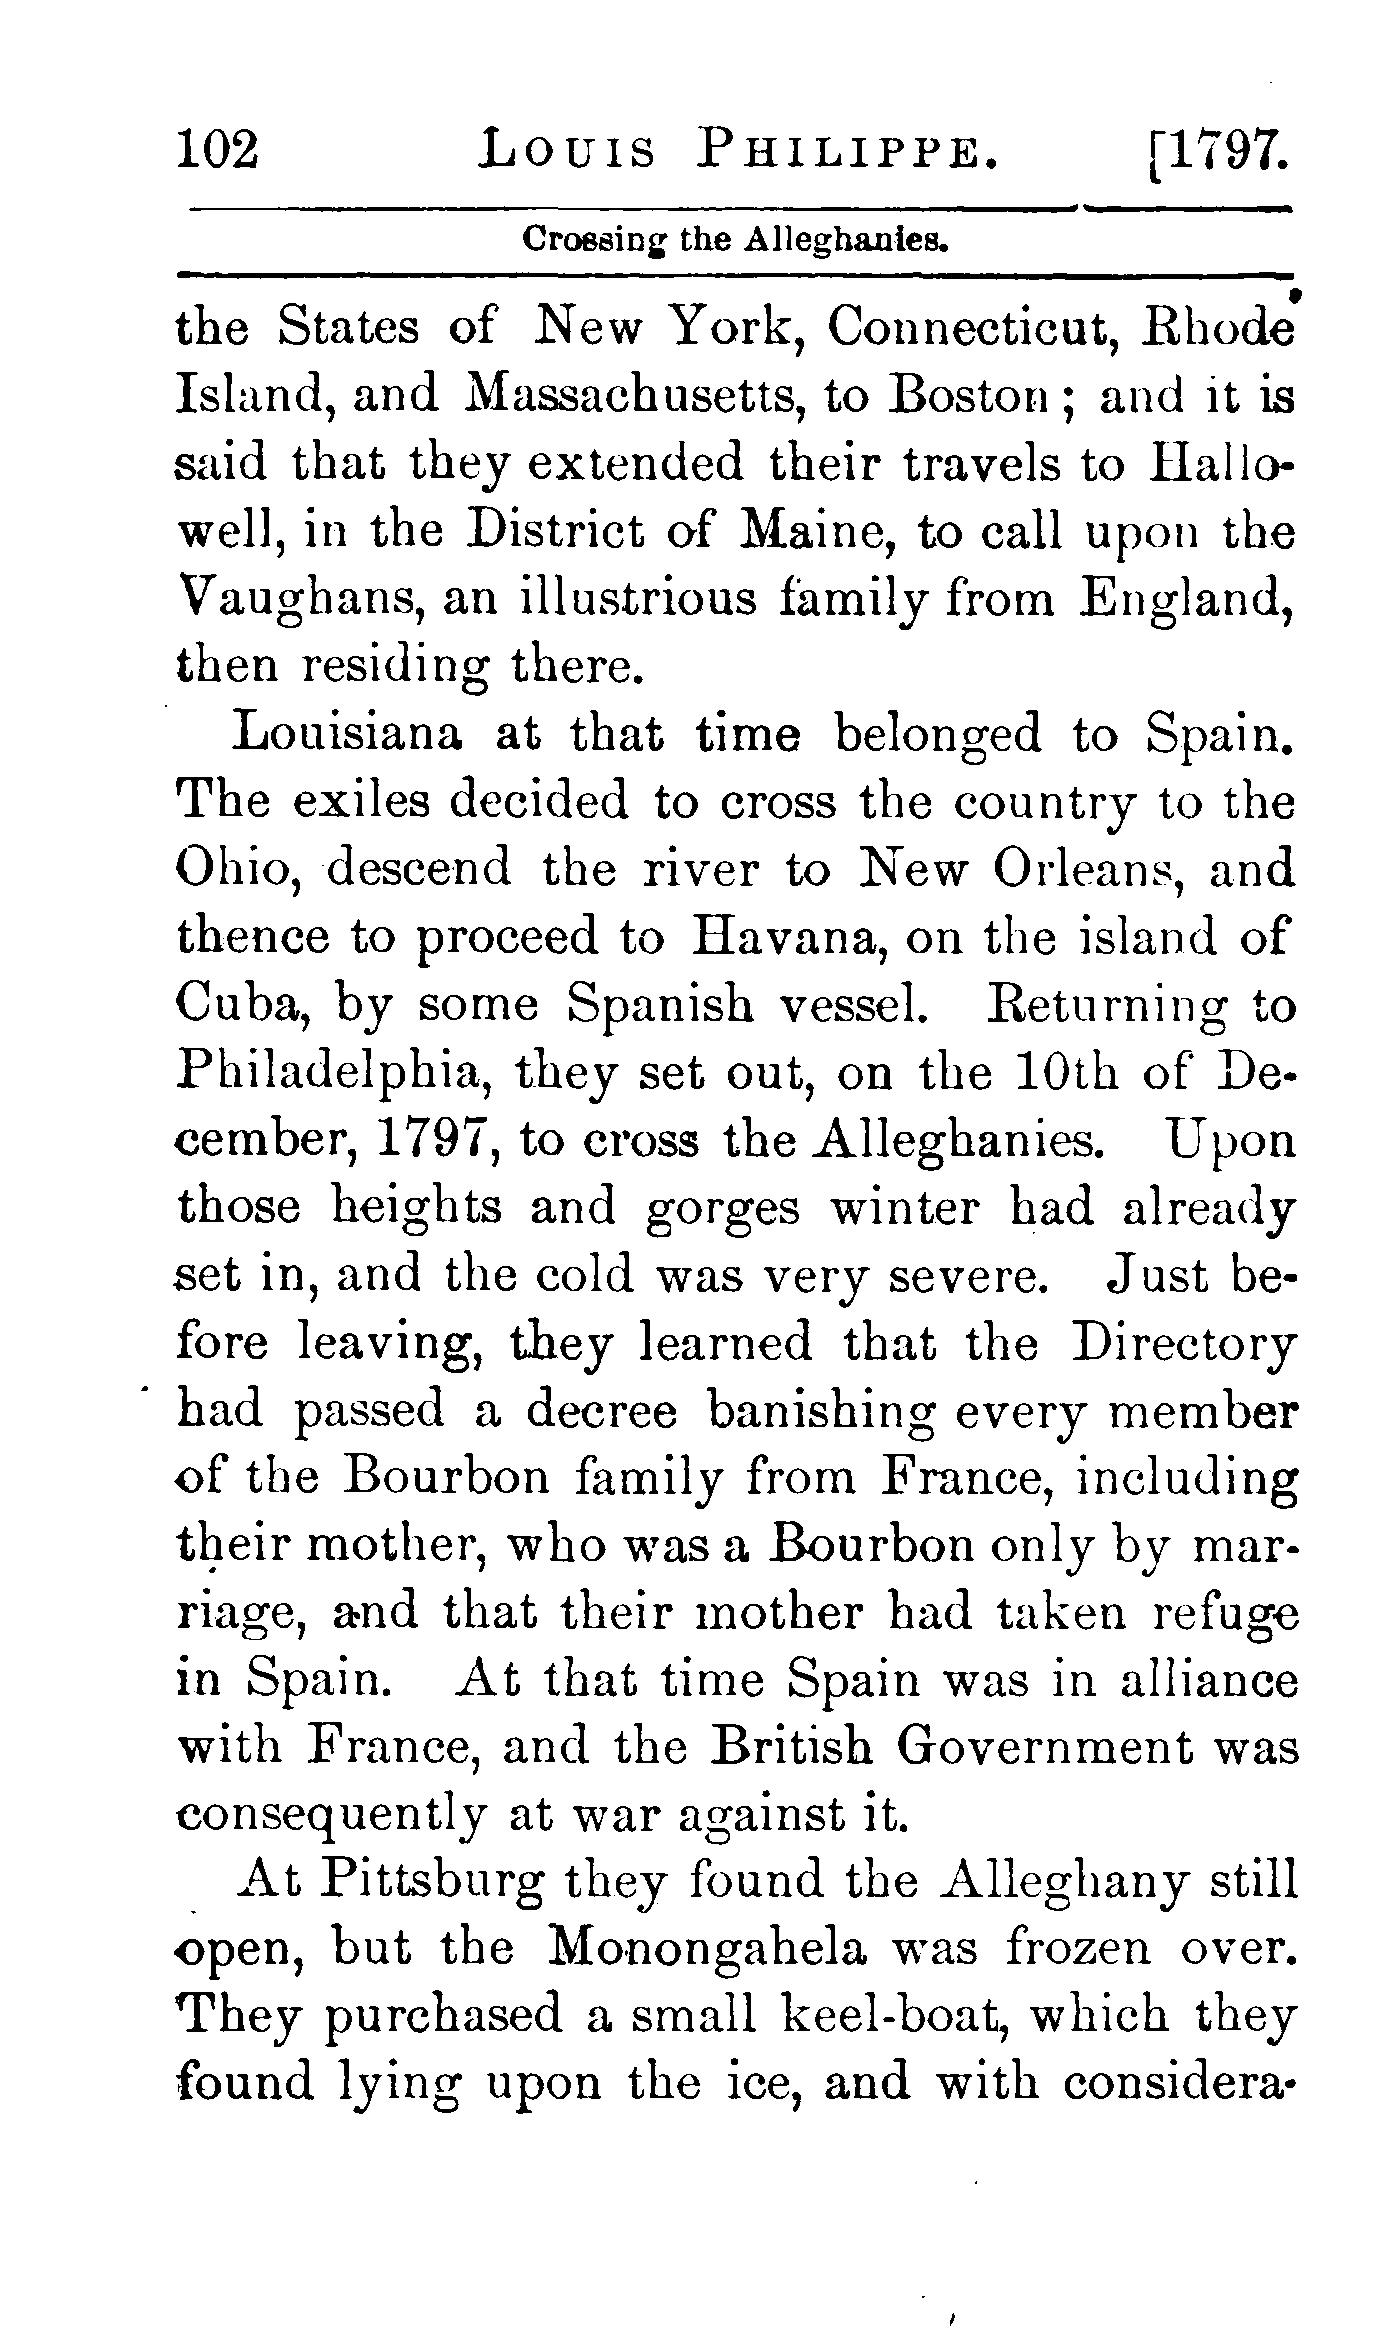 102 LOUIS PHILIPPE. [1797.
Crossing the Alleghanies.
the States of New York, Connecticut, Rhode
Island, and Massachusetts, to Boston; and it is
said that they extended their travels to Hallo-
well, in the District of Maine, to call upon the
Vaughans, an illustrious family from England,
then residing there.
Louisiana at that time belonged to Spain.
The exiles decided to cross the country to the
Ohio, descend the river to New Orleans, and
thence to proceed to Havana, on the island of
Cuba, by some Spanish vessel. Returning to
Philadelphia, they set out, on the 10th of De-
cember, 1797, to cross the Alleghanies. Upon
those heights and gorges winter had already
set in, and the cold was very severe. Just be-
fore leaving, they learned that the Directory
had passed a decree banishing every member
of the Bourbon family from France, including
their mother, who was a Bourbon only by mar-
riage, and that their mother had taken refuge
in Spain. At that time Spain was in alliance
with France, and the British Government was
consequently at war against it.
At Pittsburg they found the Alleghany still
open, but the Monongahela was frozen over.
They purchased a small keel-boat, which they
found lying upon the ice, and with considera-